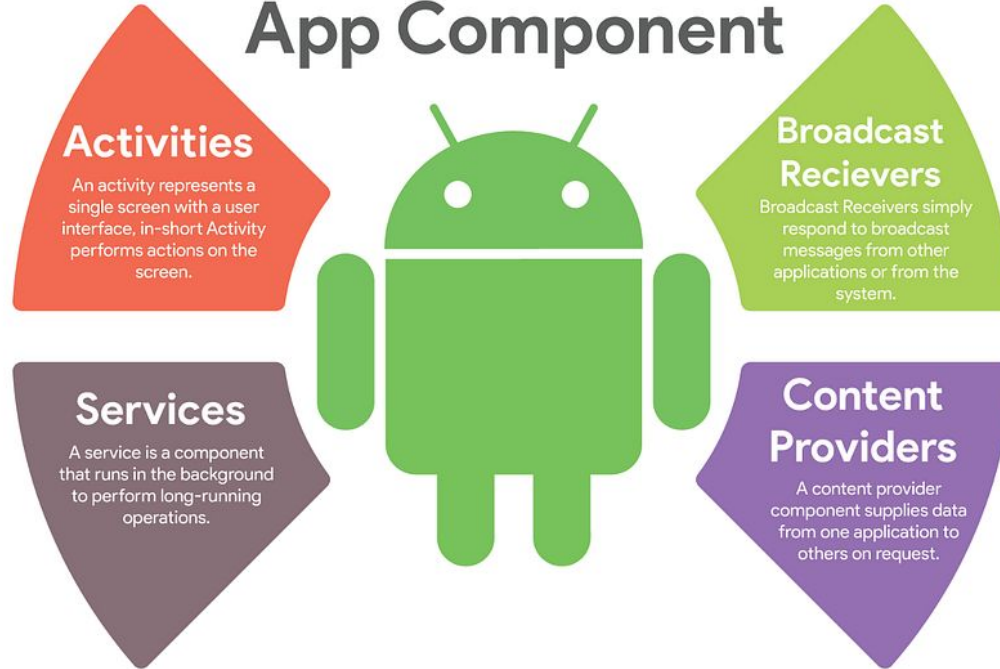 App Component
Activities
An activity represents a
single screen with a user
interface, in-short Activity
performs actions on the
screen.
Broadcast
Recievers
Broadcast Receivers simply
respond to broadcast
messages from other
applications or from the
system.
Services
A service is a component
that runs in the background
to perform long-running
operations.
Content
Providers
A content provider
component supplies data
from one application to
others on request.